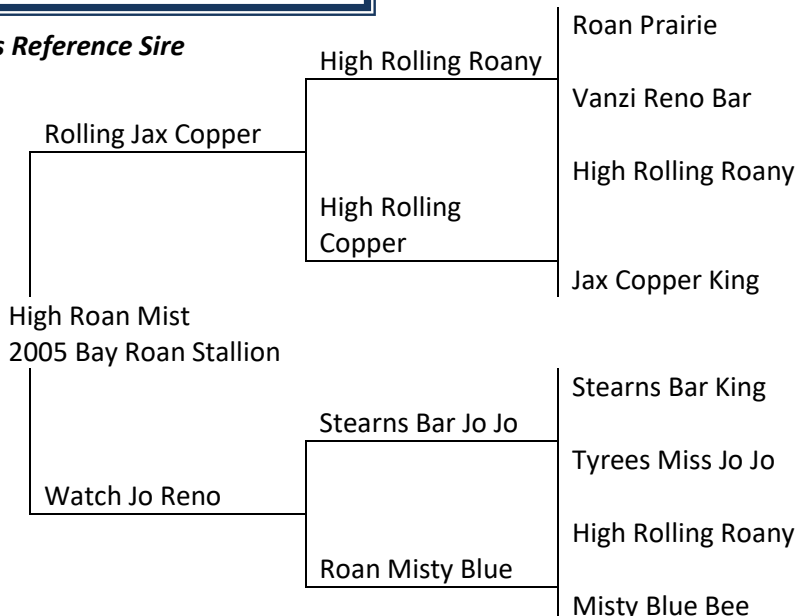 s Reference Sire
Roan Prairie
High Rolling Roany
Vanzi Reno Bar
Rolling Jax Copper
High Rolling Roany
High Rolling
Copper
Jax Copper King
High Roan Mist
2005 Bay Roan Stallion
Stearns Bar King
Stearns Bar Jo Jo
Tyrees Miss Jo Jo
Watch Jo Reno
High Rolling Roany
Roan Misty Blue
Misty Blue Bee